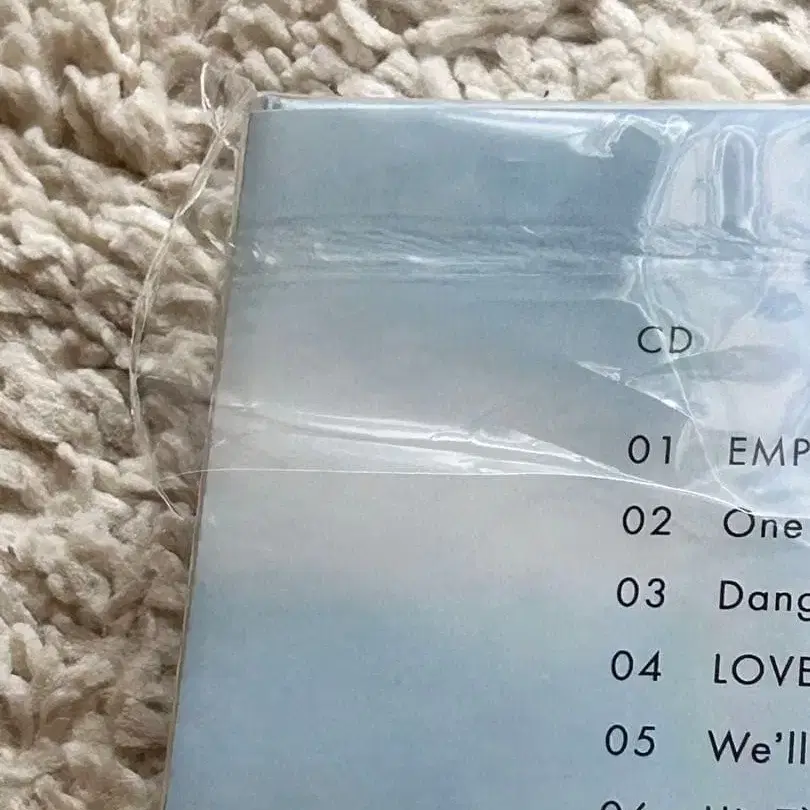 CD
01 EMP
02 One
03 Dang
04 LOVE
05 We'll